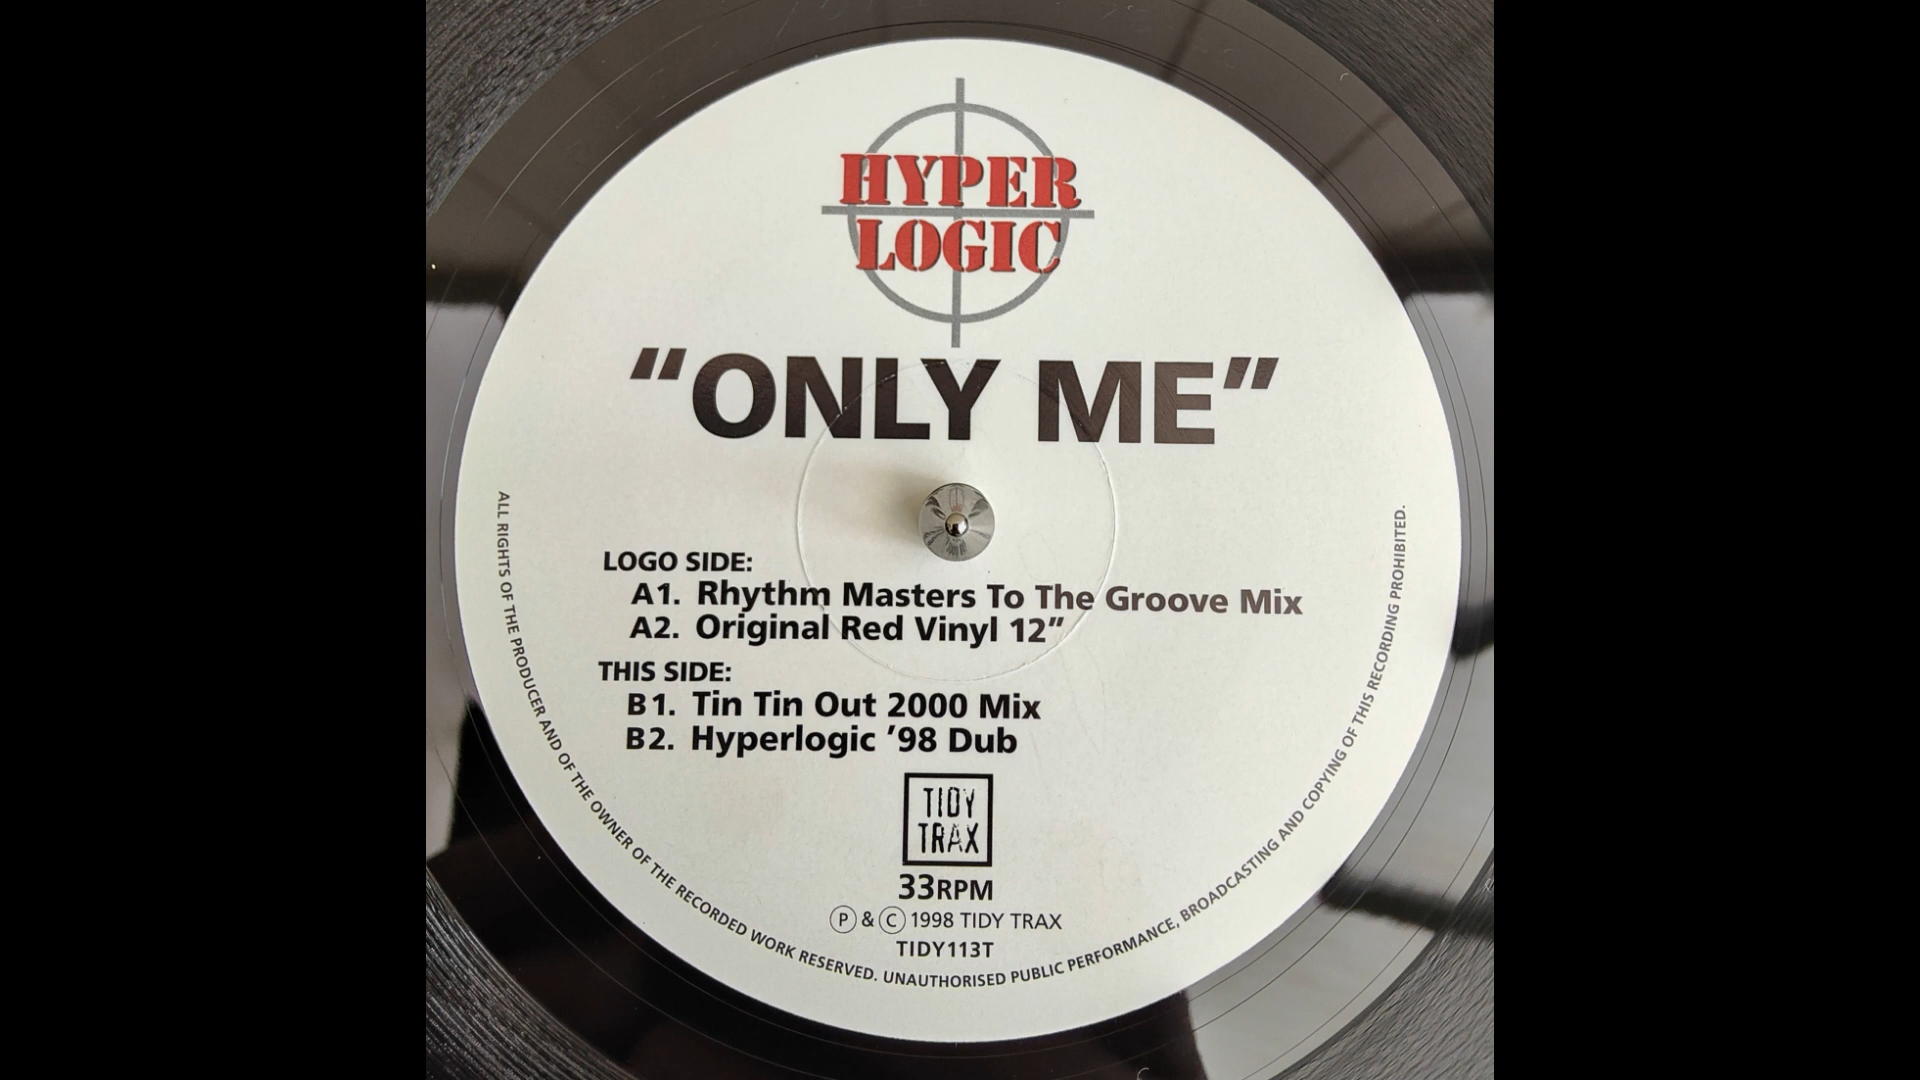 HYPER
LOGIC
“ONLY ME”
LOGO SIDE:
A1. Rhythm Masters To The Groove Mix
A2. Original Red Vinyl 12”
THIS SIDE:
B1. Tin Tin Out 2000 Mix
B2. Hyperlogic ’98 Dub
TIDY
TRAX
33RPM
Ⓟ & Ⓒ 1998 TIDY TRAX
TIDY113T
ALL RIGHTS OF THE PRODUCER AND OF THE OWNER OF THE RECORDED WORK RESERVED. UNAUTHORISED PUBLIC PERFORMANCE, BROADCASTING AND COPYING OF THIS RECORDING PROHIBITED.